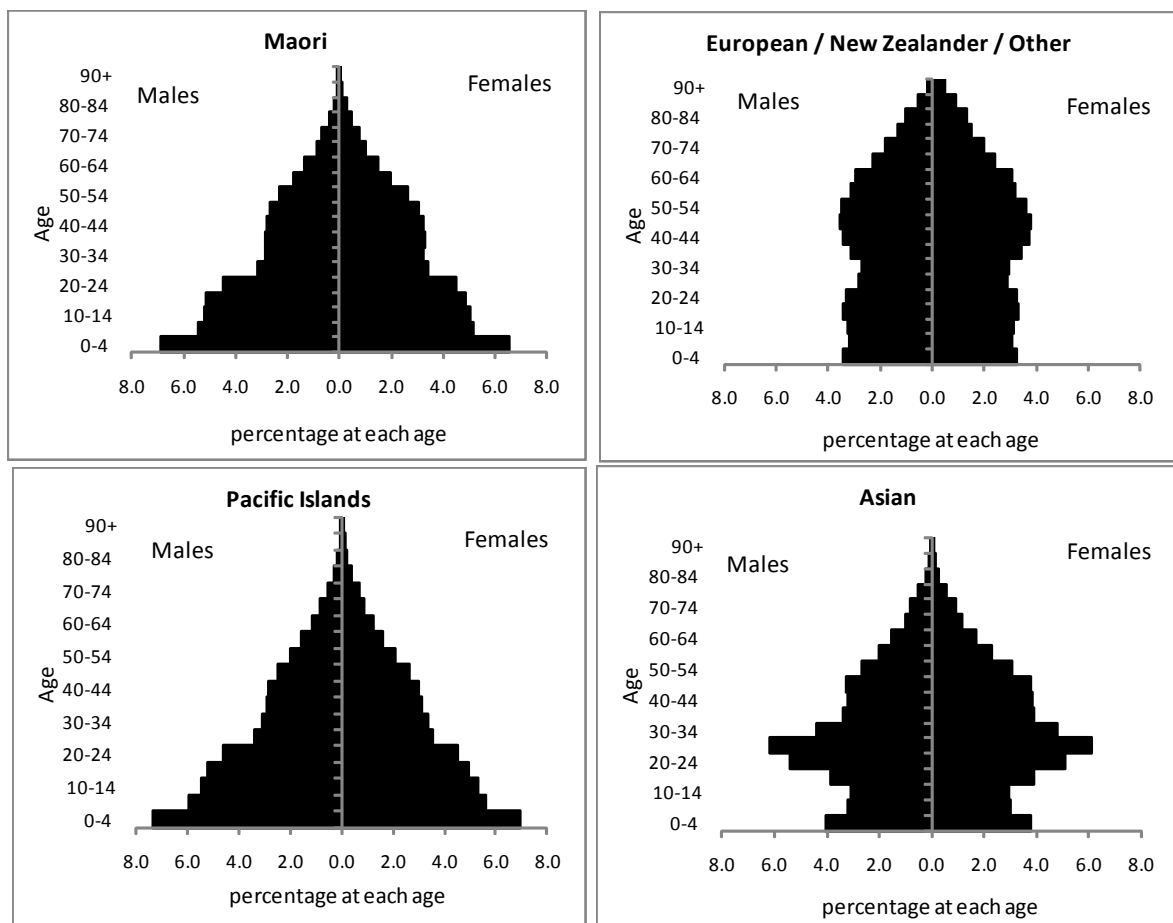 Maori
Males
Females
Age
90+
80-84
70-74
60-64
50-54
40-44
30-34
20-24
10-14
0-4
8.0 6.0 4.0 2.0 0.0 2.0 4.0 6.0 8.0
percentage at each age
European / New Zealander / Other
Males
Females
Age
90+
80-84
70-74
60-64
50-54
40-44
30-34
20-24
10-14
0-4
8.0 6.0 4.0 2.0 0.0 2.0 4.0 6.0 8.0
percentage at each age
Pacific Islands
Males
Females
Age
90+
80-84
70-74
60-64
50-54
40-44
30-34
20-24
10-14
0-4
8.0 6.0 4.0 2.0 0.0 2.0 4.0 6.0 8.0
percentage at each age
Asian
Males
Females
Age
90+
80-84
70-74
60-64
50-54
40-44
30-34
20-24
10-14
0-4
8.0 6.0 4.0 2.0 0.0 2.0 4.0 6.0 8.0
percentage at each age